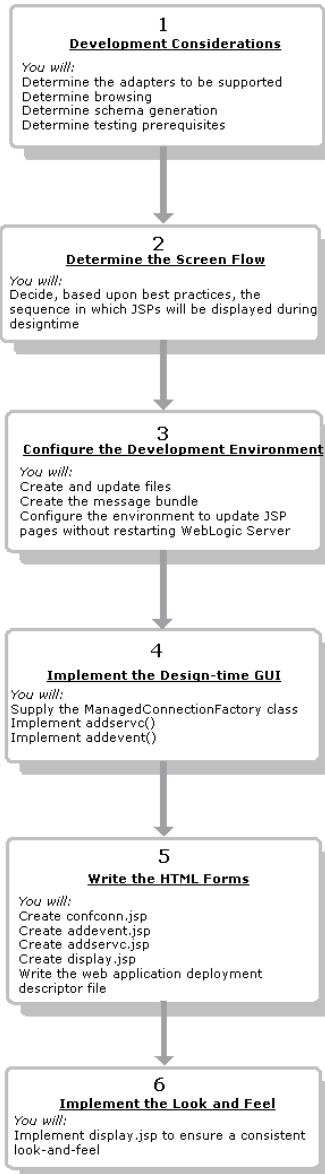 1
Development Considerations
You will:
Determine the adapters to be supported
Determine browsing
Determine schema generation
Determine testing prerequisites
2
Determine the Screen Flow
You will:
Decide, based upon best practices, the
sequence in which JSPs will be displayed during
designtime
3
Configure the Development Environment
You will:
Create and update files
Create the message bundle
Configure the environment to update JSP
pages without restarting WebLogic Server
4
Implement the Design-time GUI
You will:
Supply the ManagedConnectionFactory class
Implement addservc()
Implement addevent()
5
Write the HTML Forms
You will:
Create confconn.jsp
Create addevent.jsp
Create addservc.jsp
Create display.jsp
Write the web application deployment
descriptor file
6
Implement the Look and Feel
You will:
Implement display.jsp to ensure a consistent
look-and-feel